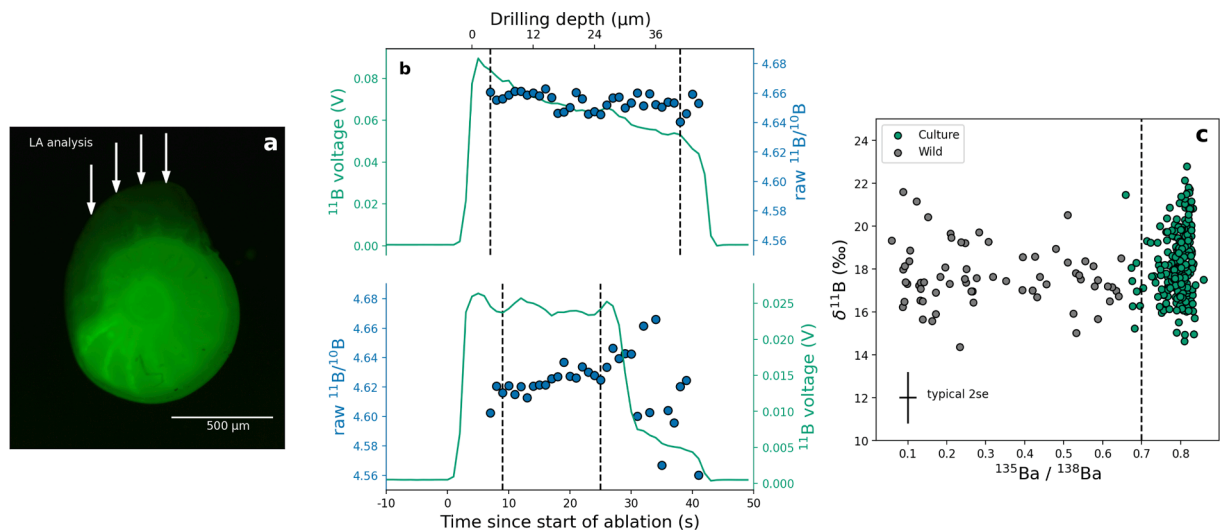 a
LA analysis
500 μm
Drilling depth (μm)
0 12 24 36
b
¹¹B voltage (V)
0.08
0.06
0.04
0.02
0.00
raw ¹¹B/¹⁰B
4.68
4.66
4.64
4.62
4.60
4.58
4.56
raw ¹¹B/¹⁰B
4.68
4.66
4.64
4.62
4.60
4.58
4.56
¹¹B voltage (V)
0.025
0.020
0.015
0.010
0.005
0.000
-10 0 10 20 30 40 50
Time since start of ablation (s)
c
Culture
Wild
δ¹¹B (‰)
24
22
20
18
16
14
12
10
typical 2se
0.1 0.2 0.3 0.4 0.5 0.6 0.7 0.8
¹³⁵Ba / ¹³⁸Ba